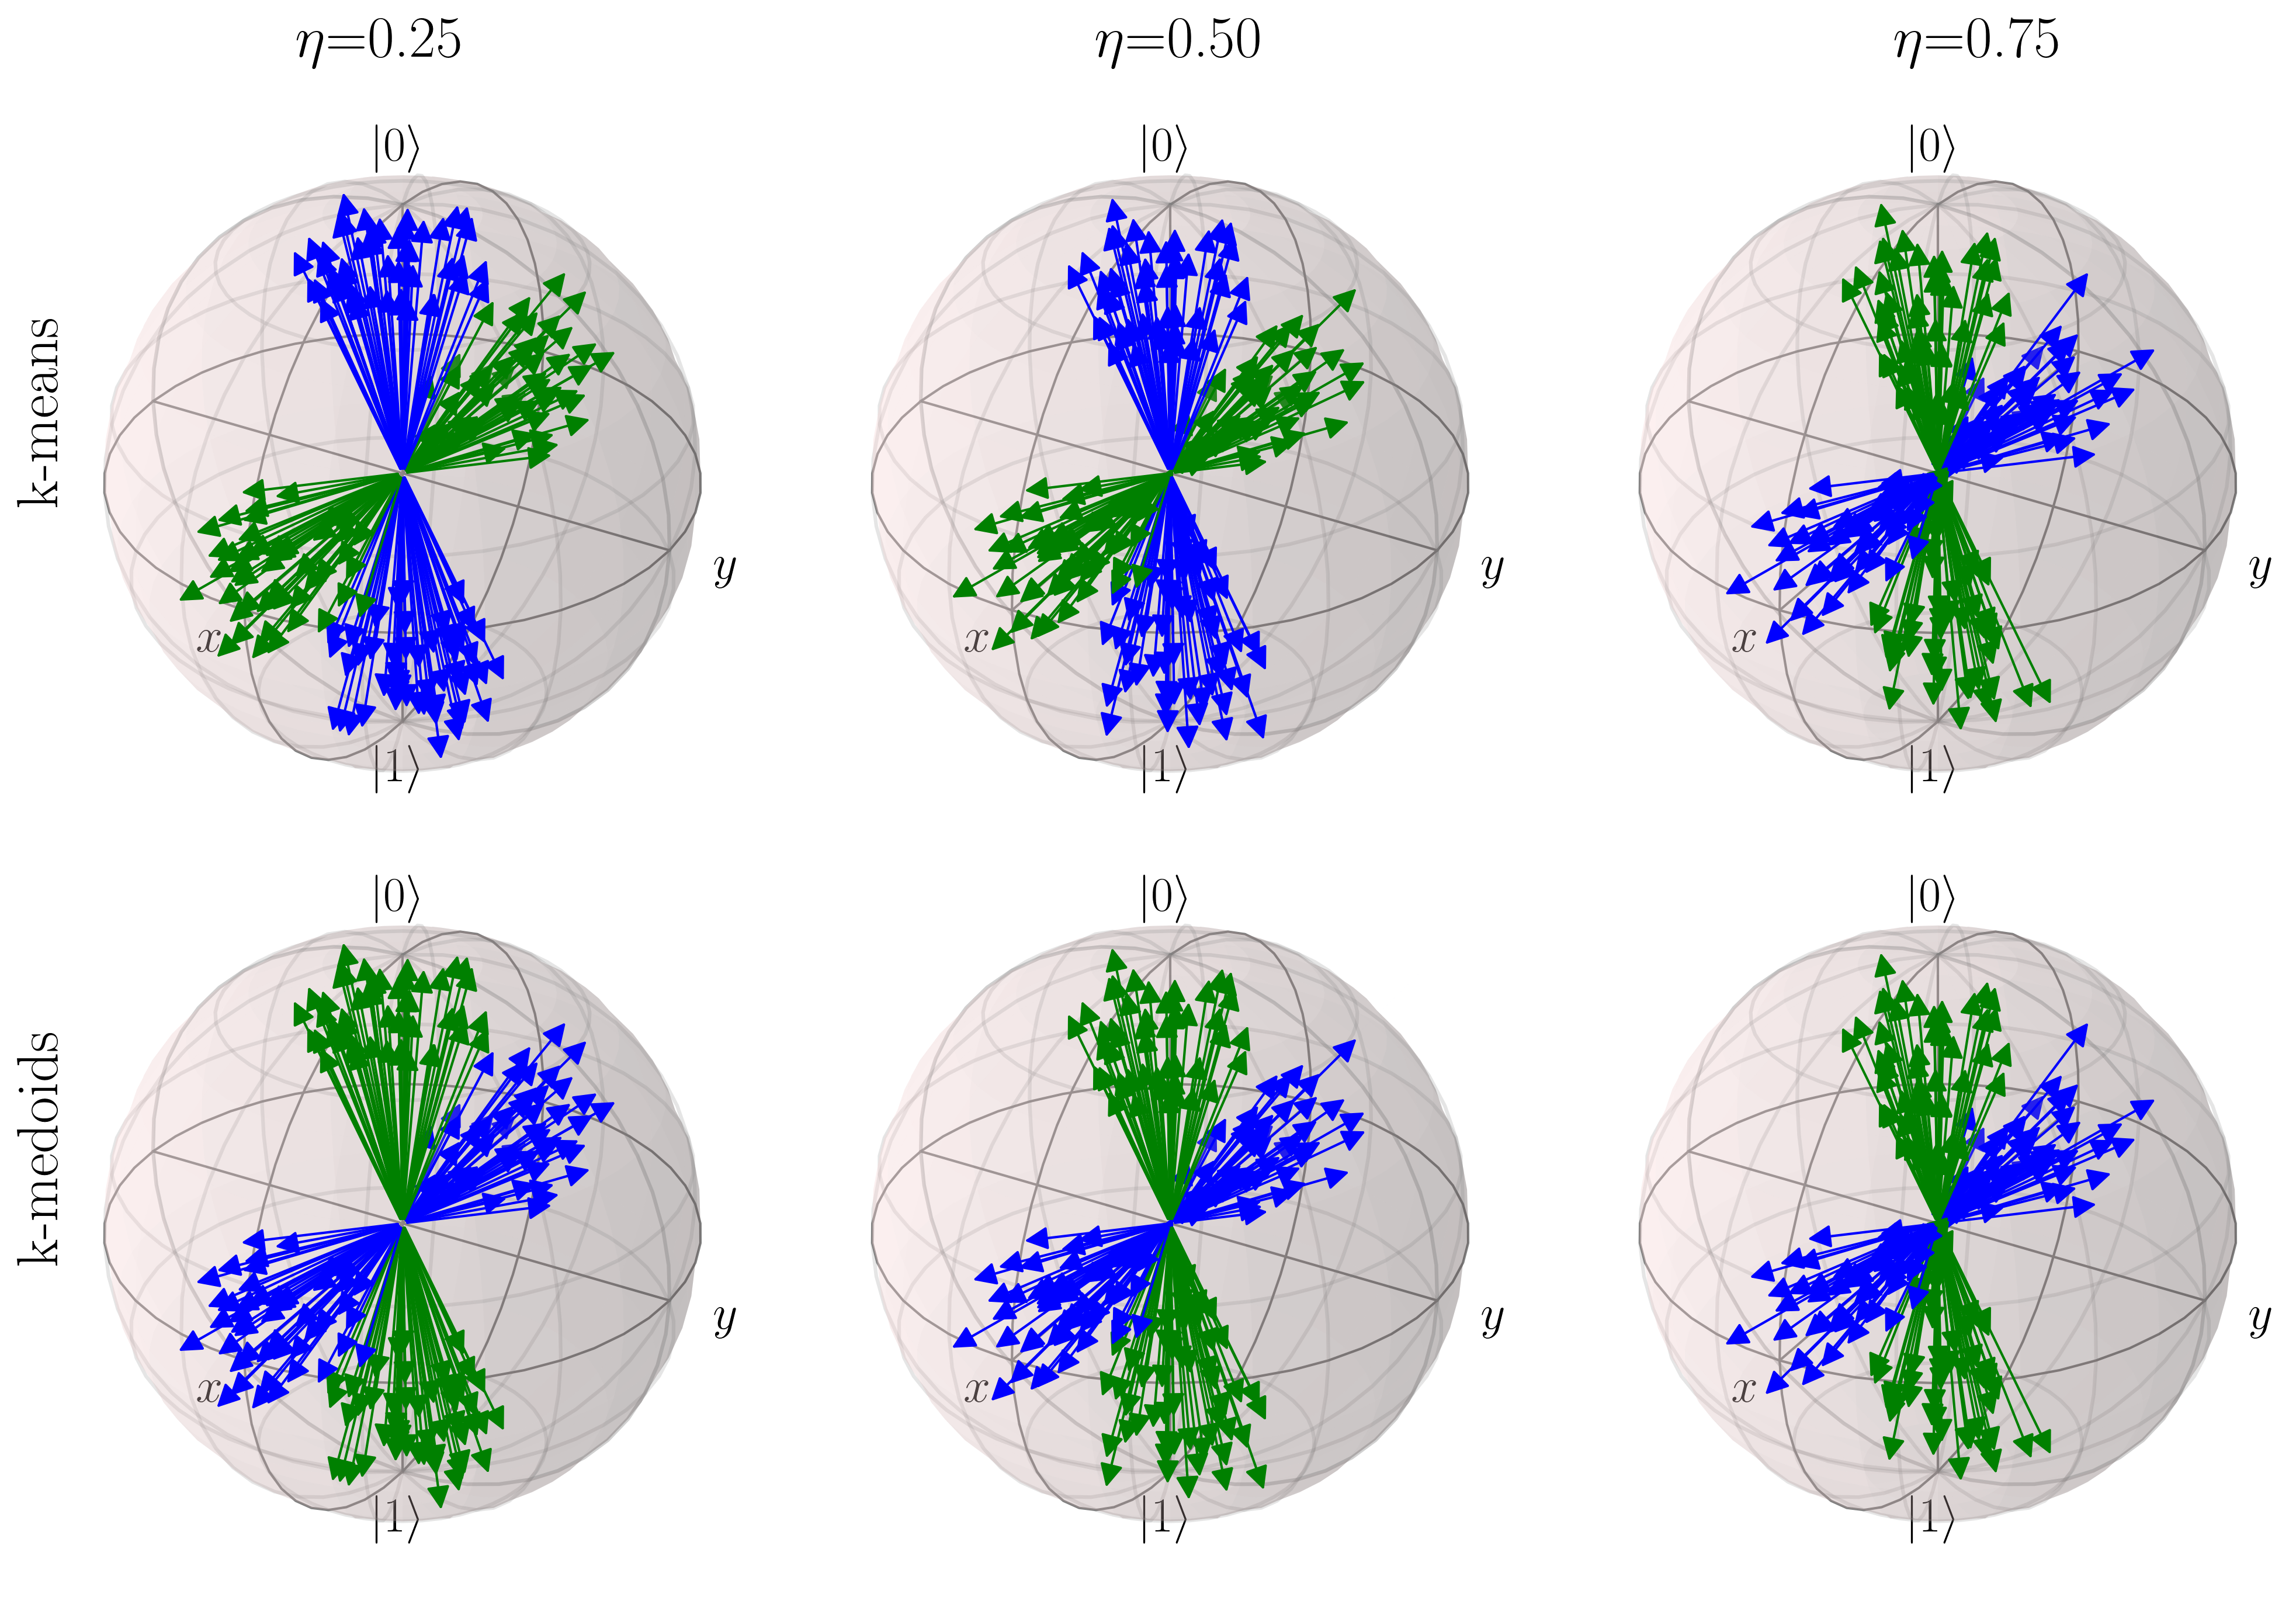 η=0.25 η=0.50 η=0.75
|0⟩ |0⟩ |0⟩
k-means
y y y
x x x
|1⟩ |1⟩ |1⟩
|0⟩ |0⟩ |0⟩
k-medoids
y y y
x x x
|1⟩ |1⟩ |1⟩